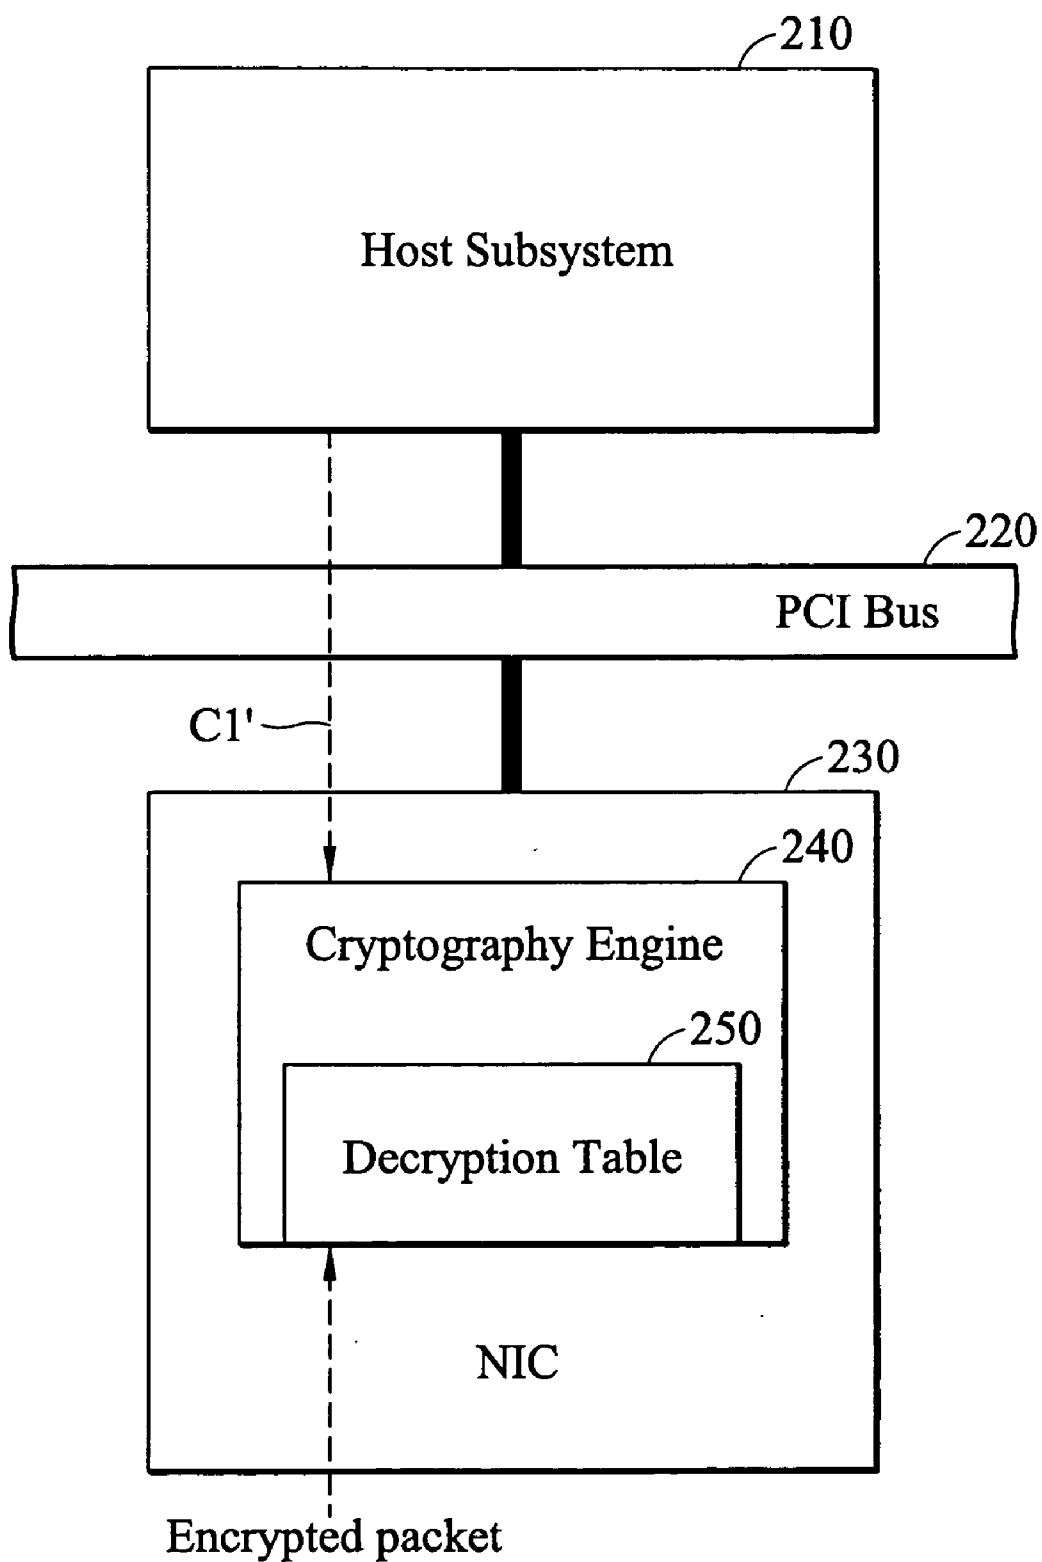 210
Host Subsystem
220
PCI Bus
C1'
230
240
Cryptography Engine
250
Decryption Table
NIC
Encrypted packet